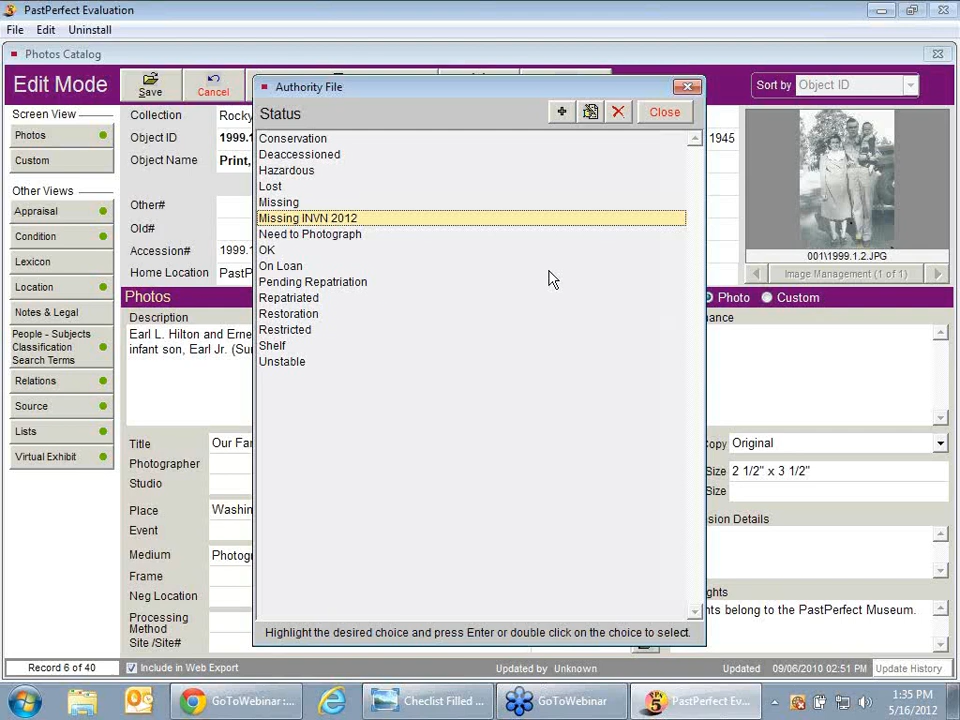 PastPerfect Evaluation
File Edit Uninstall
Photos Catalog
Edit Mode
Save
Cancel
Sort by Object ID
Screen View
Photos
Custom
Other Views
Appraisal
Condition
Lexicon
Location
Notes & Legal
People - Subjects
Classification
Search Terms
Relations
Source
Lists
Virtual Exhibit
Collection Rocky
Object ID 1999.1
Object Name Print,
Other#
Old#
Accession# 1999.1
Home Location PastP
Photos
Description
Earl L. Hilton and Erne
infant son, Earl Jr. (Sur
Title Our Far
Photographer
Studio
Place Washin
Event
Medium Photog
Frame
Neg Location
Processing
Method
Site /Site#
Authority File
Status
Close
Conservation
Deaccessioned
Hazardous
Lost
Missing
Missing INVN 2012
Need to Photograph
OK
On Loan
Pending Repatriation
Repatriated
Restoration
Restricted
Shelf
Unstable
Highlight the desired choice and press Enter or double click on the choice to select.
1945
001\1999.1.2.JPG
Image Management (1 of 1)
Photo Custom
nance
Copy Original
Size 2 1/2" x 3 1/2"
Size
sion Details
ghts
hts belong to the PastPerfect Museum.
Record 6 of 40
Include in Web Export
Updated by Unknown
Updated 09/06/2010 02:51 PM
Update History
GoToWebinar :...
Checlist Filled ...
GoToWebinar
PastPerfect Ev...
1:35 PM
5/16/2012